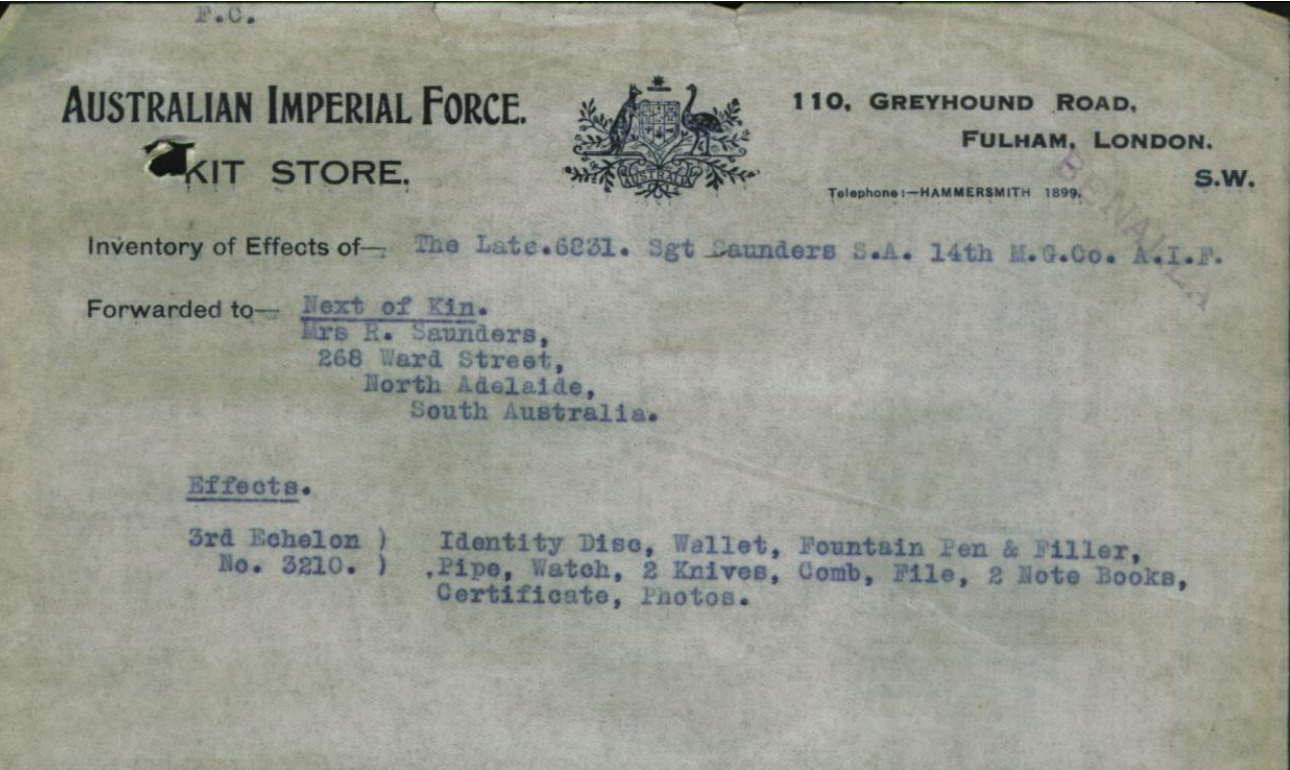 F.C.
AUSTRALIAN IMPERIAL FORCE.
KIT STORE.
AUSTRALIA
110, GREYHOUND ROAD,
FULHAM, LONDON.
S.W.
Telephone:—HAMMERSMITH 1899.
BENALLA
Inventory of Effects of— The Late.6831. Sgt Saunders S.A. 14th M.G.Co. A.I.F.
Forwarded to— Next of Kin.
Mrs R. Saunders,
268 Ward Street,
North Adelaide,
South Australia.
Effects.
3rd Echelon ) Identity Disc, Wallet, Fountain Pen & Filler,
No. 3210. ) .Pipe, Watch, 2 Knives, Comb, File, 2 Note Books,
Certificate, Photos.